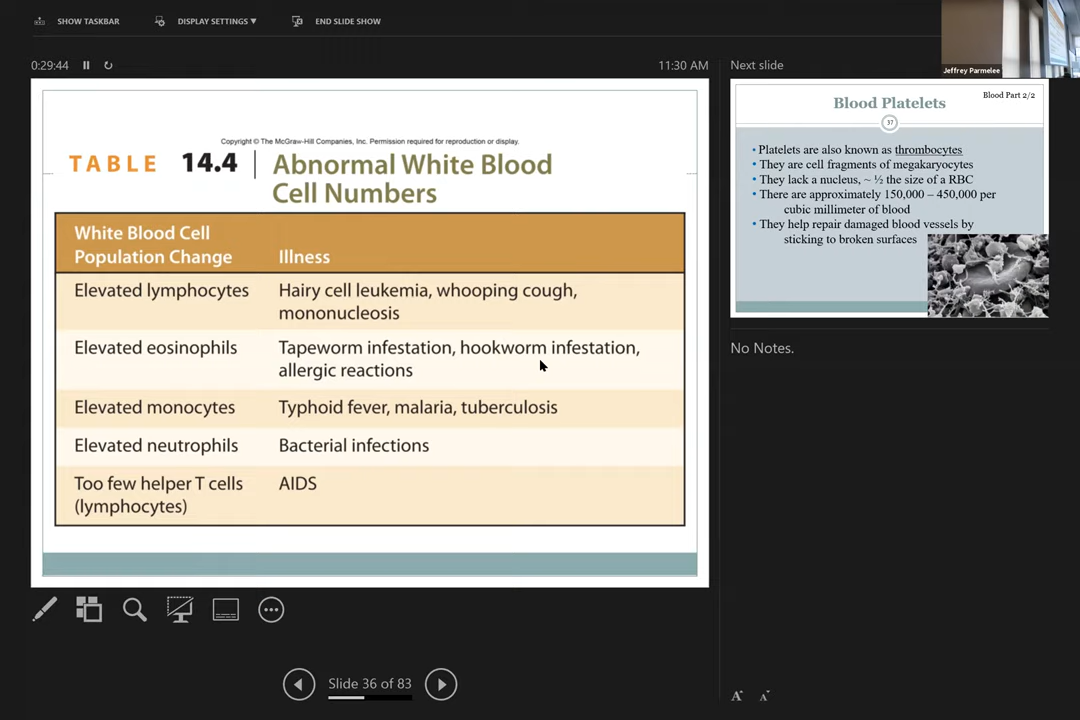 SHOW TASKBAR
DISPLAY SETTINGS ▼
END SLIDE SHOW
Jeffrey Parmelee
0:29:44
11:30 AM
Copyright © The McGraw-Hill Companies, Inc. Permission required for reproduction or display.
TABLE 14.4 Abnormal White Blood
Cell Numbers
White Blood Cell
Population Change
Illness
Elevated lymphocytes
Hairy cell leukemia, whooping cough,
mononucleosis
Elevated eosinophils
Tapeworm infestation, hookworm infestation,
allergic reactions
Elevated monocytes
Typhoid fever, malaria, tuberculosis
Elevated neutrophils
Bacterial infections
Too few helper T cells
(lymphocytes)
AIDS
Slide 36 of 83
Next slide
Blood Part 2/2
Blood Platelets
37
• Platelets are also known as thrombocytes
• They are cell fragments of megakaryocytes
• They lack a nucleus, ~ ½ the size of a RBC
• There are approximately 150,000 – 450,000 per
cubic millimeter of blood
• They help repair damaged blood vessels by
sticking to broken surfaces
No Notes.
A A